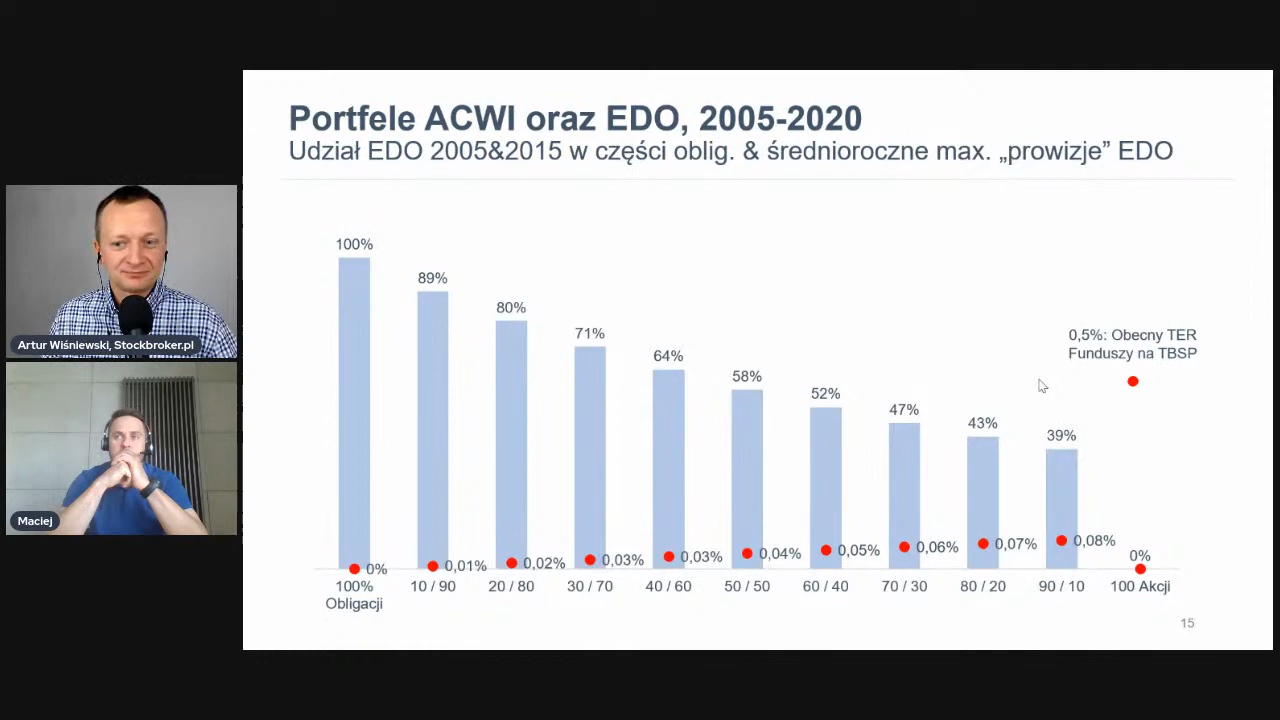 Portfele ACWI oraz EDO, 2005-2020
Udział EDO 2005&2015 w części oblig. & średnioroczne max. „prowizje” EDO
100%
89%
80%
71%
64%
58%
52%
47%
43%
39%
0,5%: Obecny TER
Funduszy na TBSP
0%
0,01%
0,02%
0,03%
0,03%
0,04%
0,05%
0,06%
0,07%
0,08%
0%
100%
Obligacji
10 / 90
20 / 80
30 / 70
40 / 60
50 / 50
60 / 40
70 / 30
80 / 20
90 / 10
100 Akcji
15
Artur Wiśniewski, Stockbroker.pl
Maciej